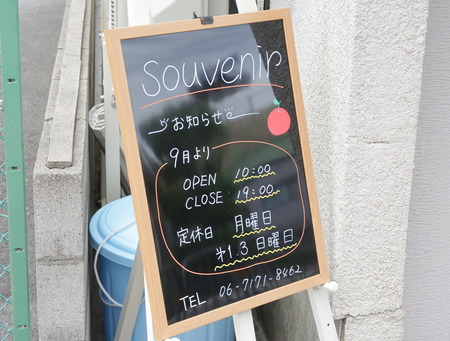 Souvenir
お知らせ
9月より
OPEN 10:00
CLOSE 19:00
定休日 月曜日
第1.3日曜日
TEL 06-7171-8462